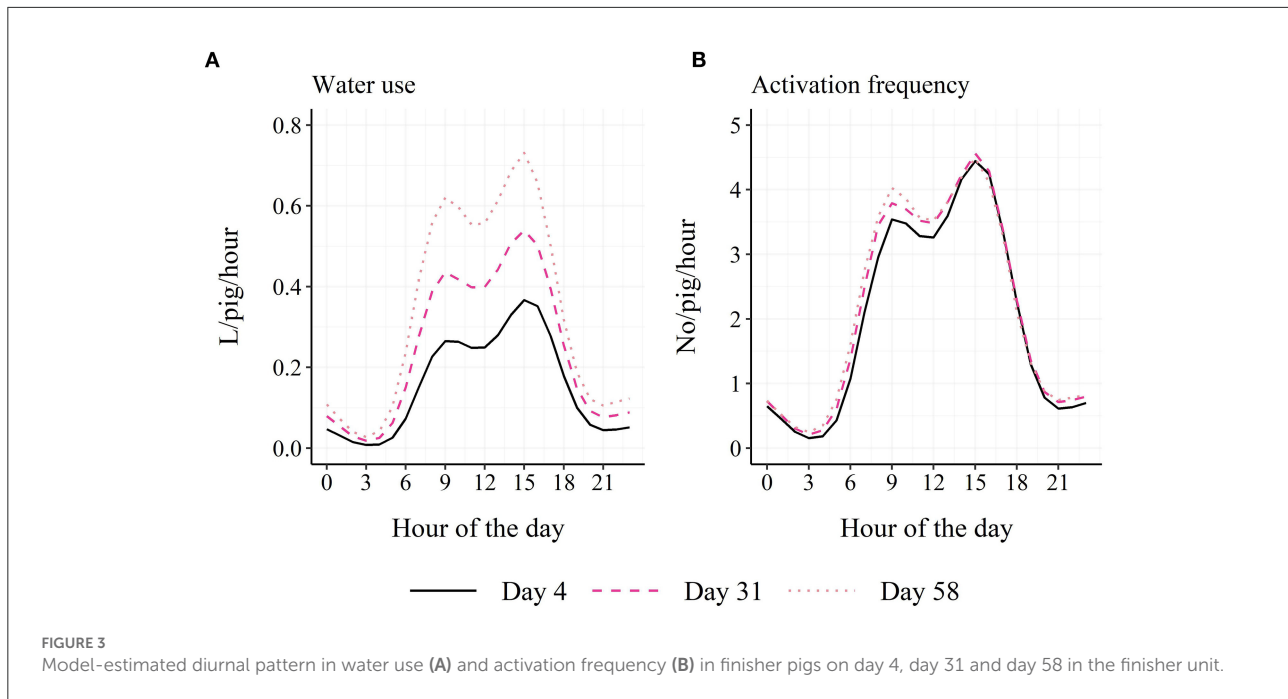 A
Water use
0.8
0.6
0.4
0.2
0.0
L/pig/hour
0 3 6 9 12 15 18 21
Hour of the day
B
Activation frequency
5
4
3
2
1
0
No/pig/hour
0 3 6 9 12 15 18 21
Hour of the day
Day 4 Day 31 Day 58
FIGURE 3
Model-estimated diurnal pattern in water use (A) and activation frequency (B) in finisher pigs on day 4, day 31 and day 58 in the finisher unit.